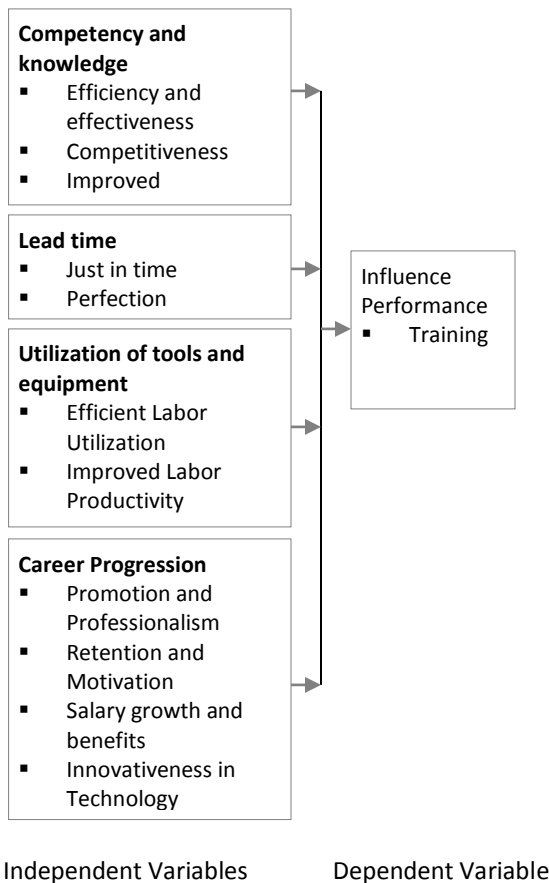 Competency and
knowledge
▪ Efficiency and
effectiveness
▪ Competitiveness
▪ Improved
Lead time
▪ Just in time
▪ Perfection
Utilization of tools and
equipment
▪ Efficient Labor
Utilization
▪ Improved Labor
Productivity
Career Progression
▪ Promotion and
Professionalism
▪ Retention and
Motivation
▪ Salary growth and
benefits
▪ Innovativeness in
Technology
Influence
Performance
▪ Training
Independent Variables
Dependent Variable